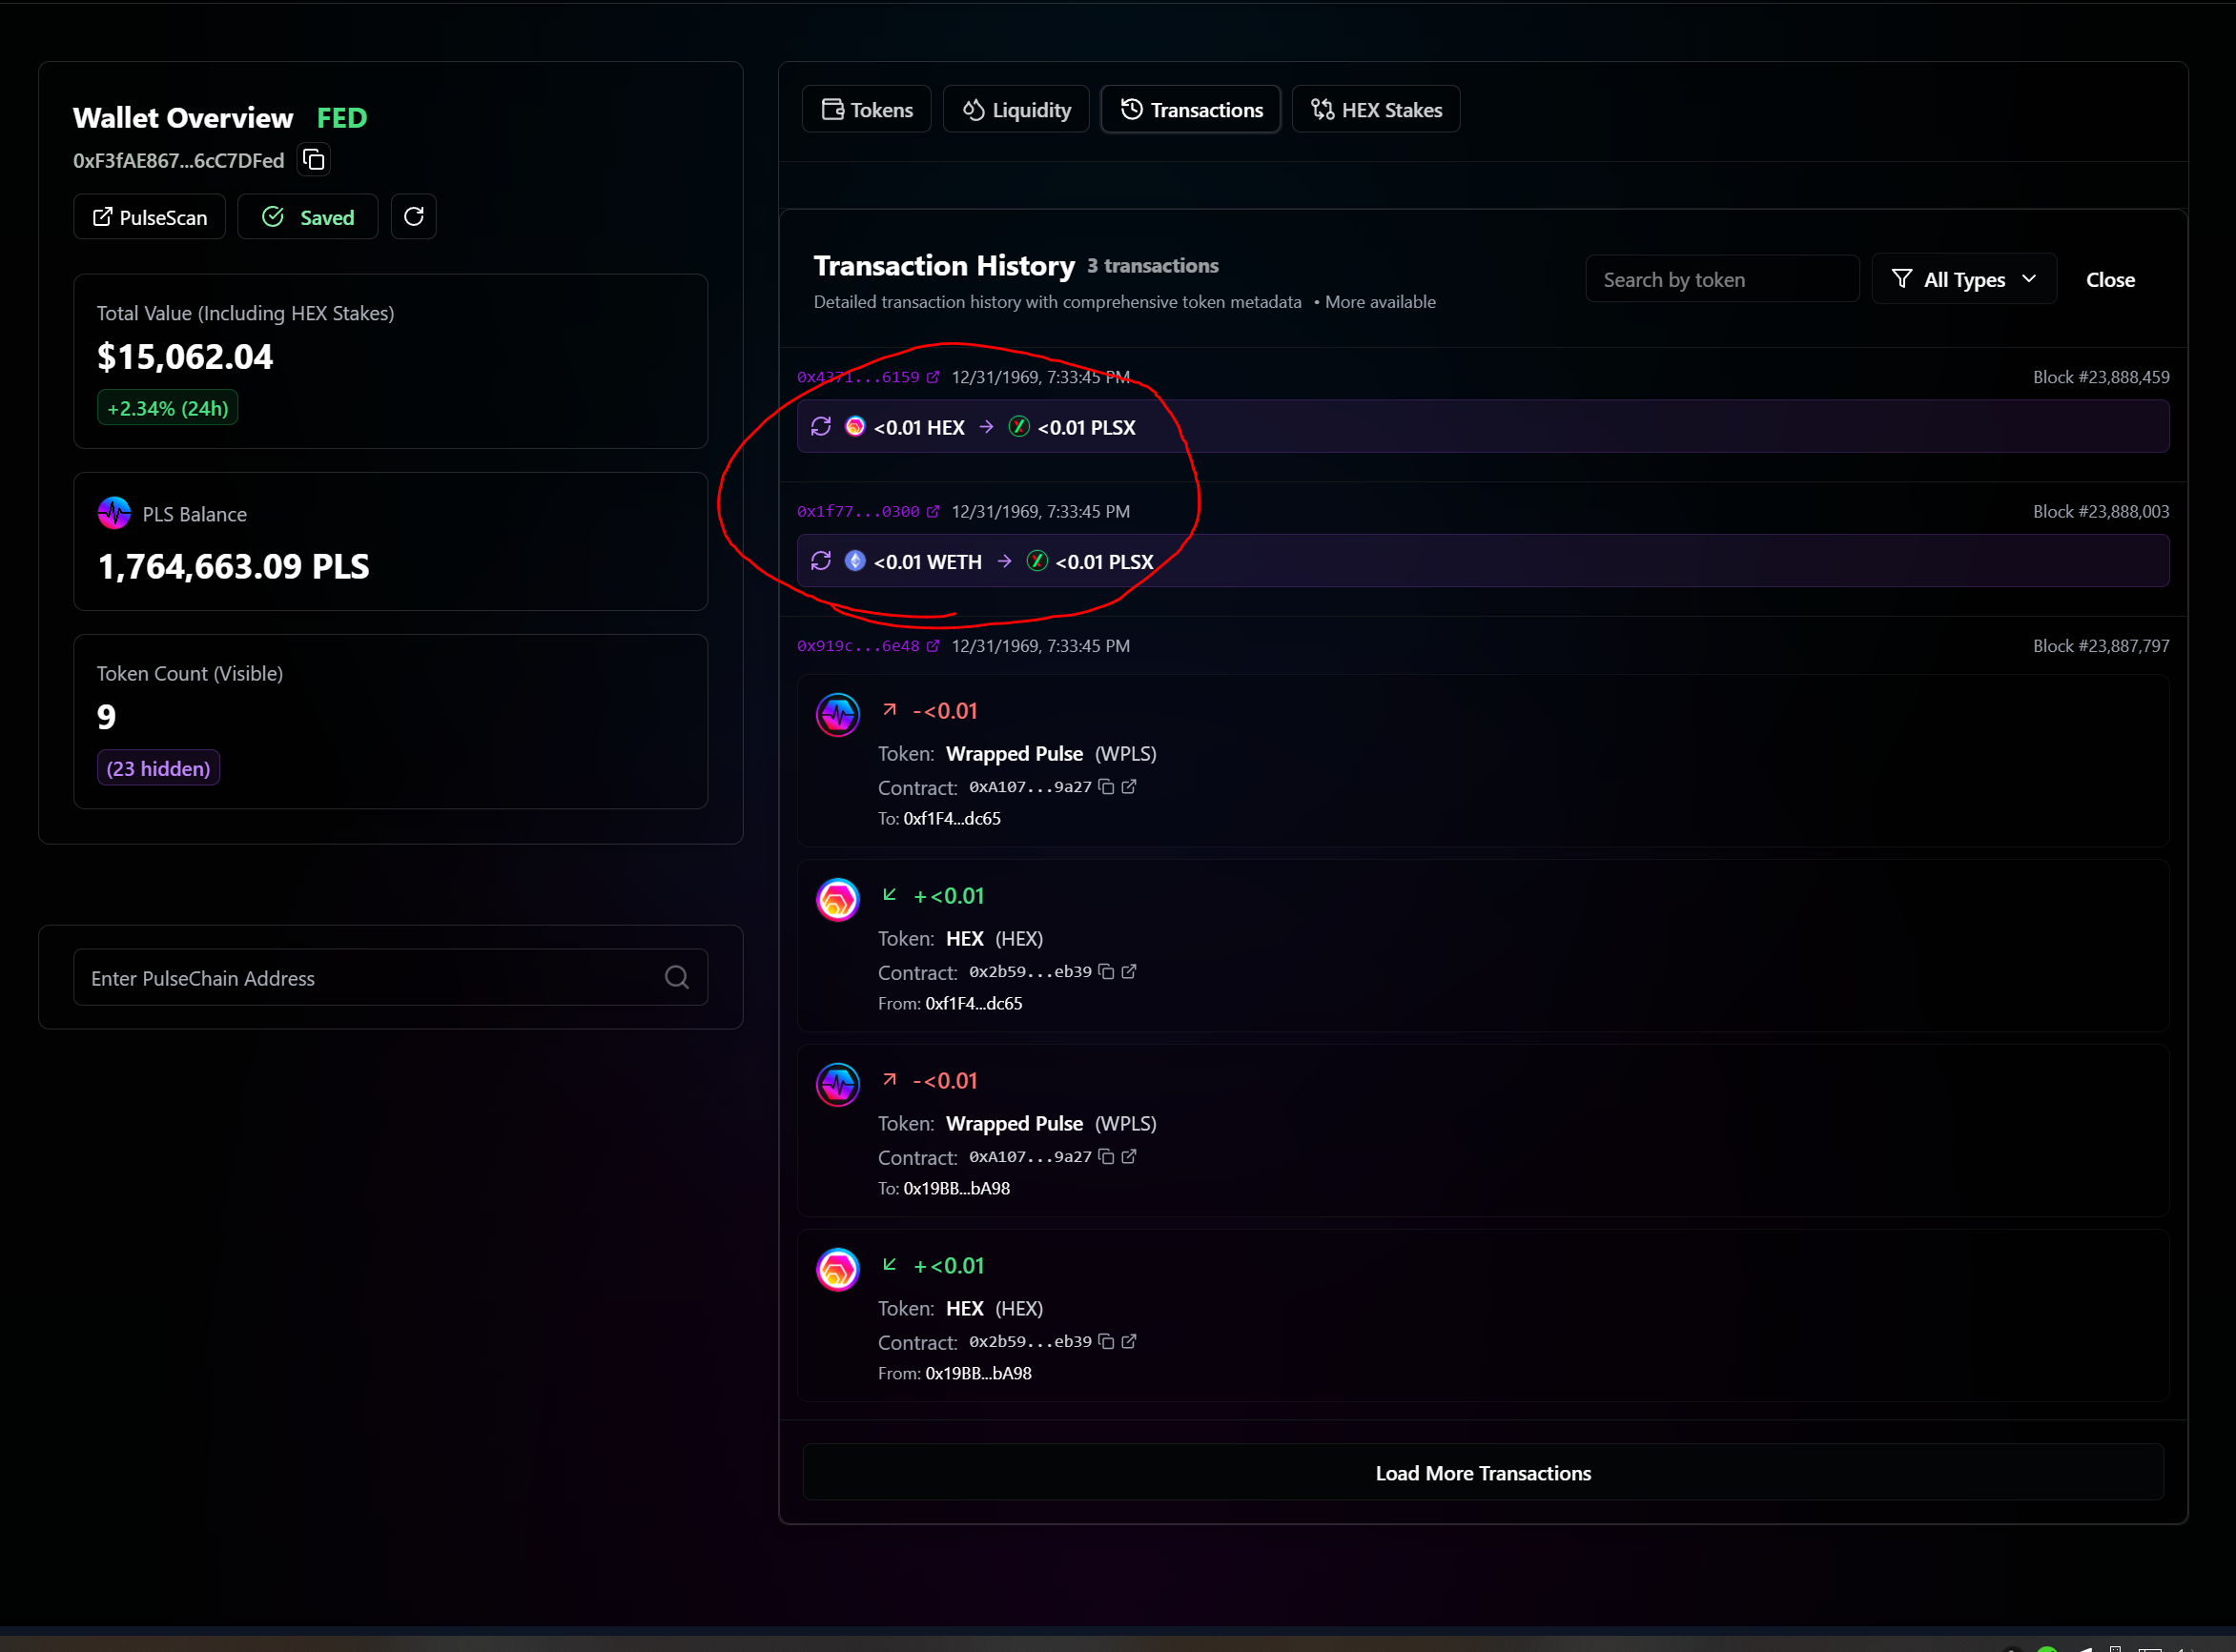 Wallet Overview FED
0xF3fAE867...6cC7DFed
PulseScan Saved
Total Value (Including HEX Stakes)
$15,062.04
+2.34% (24h)
PLS Balance
1,764,663.09 PLS
Token Count (Visible)
9
(23 hidden)
Enter PulseChain Address
Tokens Liquidity Transactions HEX Stakes
Transaction History 3 transactions
Detailed transaction history with comprehensive token metadata • More available
Search by token All Types Close
0x4371...6159 12/31/1969, 7:33:45 PM Block #23,888,459
<0.01 HEX → <0.01 PLSX
0x1f77...0300 12/31/1969, 7:33:45 PM Block #23,888,003
<0.01 WETH → <0.01 PLSX
0x919c...6e48 12/31/1969, 7:33:45 PM Block #23,887,797
-<0.01
Token: Wrapped Pulse (WPLS)
Contract: 0xA107...9a27
To: 0xf1F4...dc65
+<0.01
Token: HEX (HEX)
Contract: 0x2b59...eb39
From: 0xf1F4...dc65
-<0.01
Token: Wrapped Pulse (WPLS)
Contract: 0xA107...9a27
To: 0x19BB...bA98
+<0.01
Token: HEX (HEX)
Contract: 0x2b59...eb39
From: 0x19BB...bA98
Load More Transactions